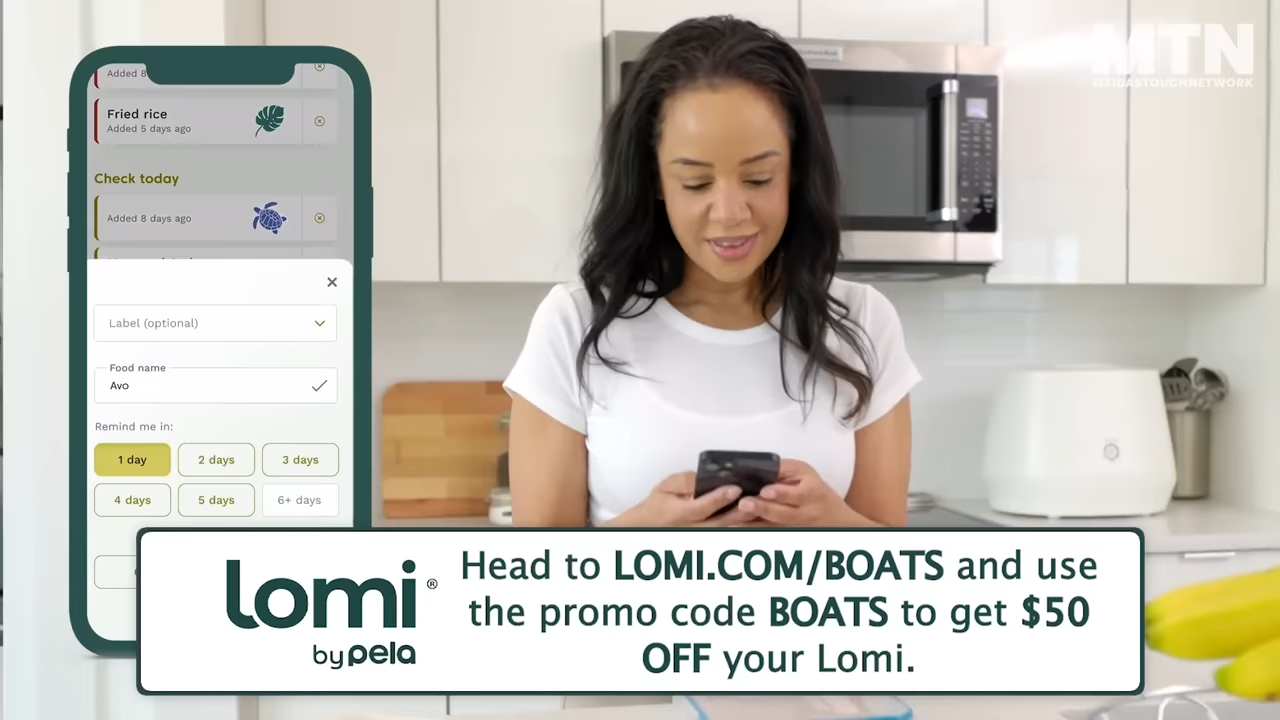 MTN
MEIDASTOUCHNETWORK
Added 8
Fried rice
Added 5 days ago
Check today
Added 8 days ago
Label (optional)
Food name
Avo
Remind me in:
1 day
2 days
3 days
4 days
5 days
6+ days
lomi®
by pela
Head to LOMI.COM/BOATS and use
the promo code BOATS to get $50
OFF your Lomi.